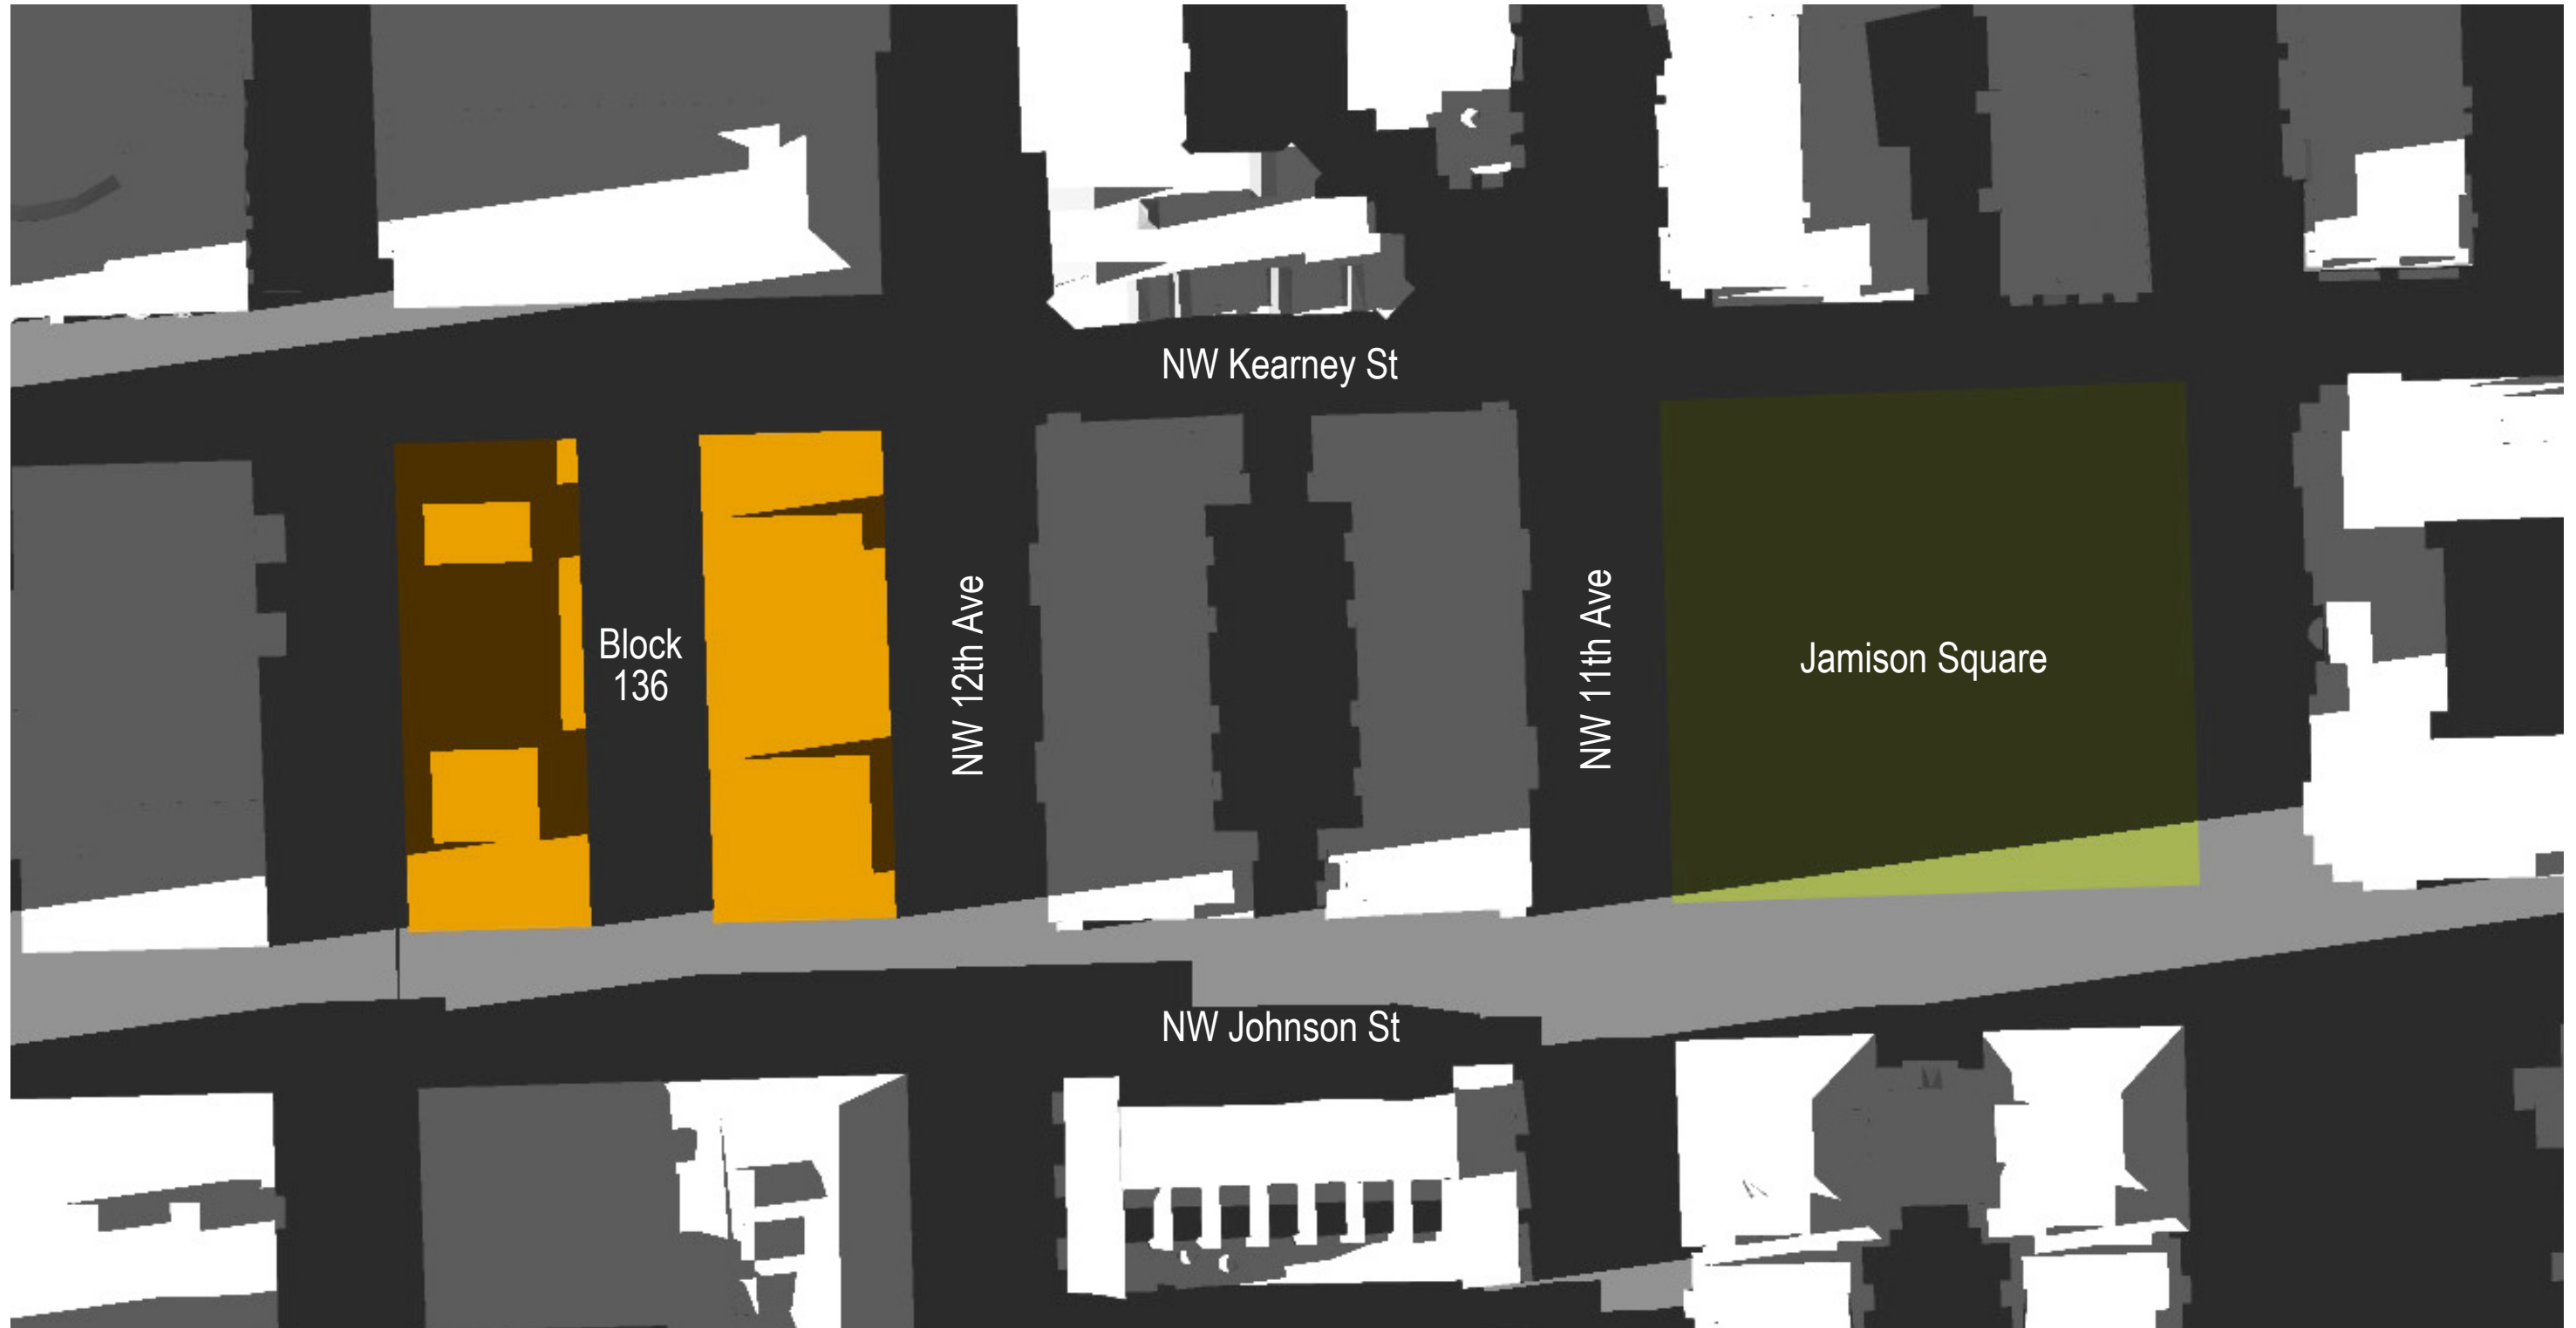 NW Kearney St
Block
136
NW 12th Ave
NW 11th Ave
Jamison Square
NW Johnson St